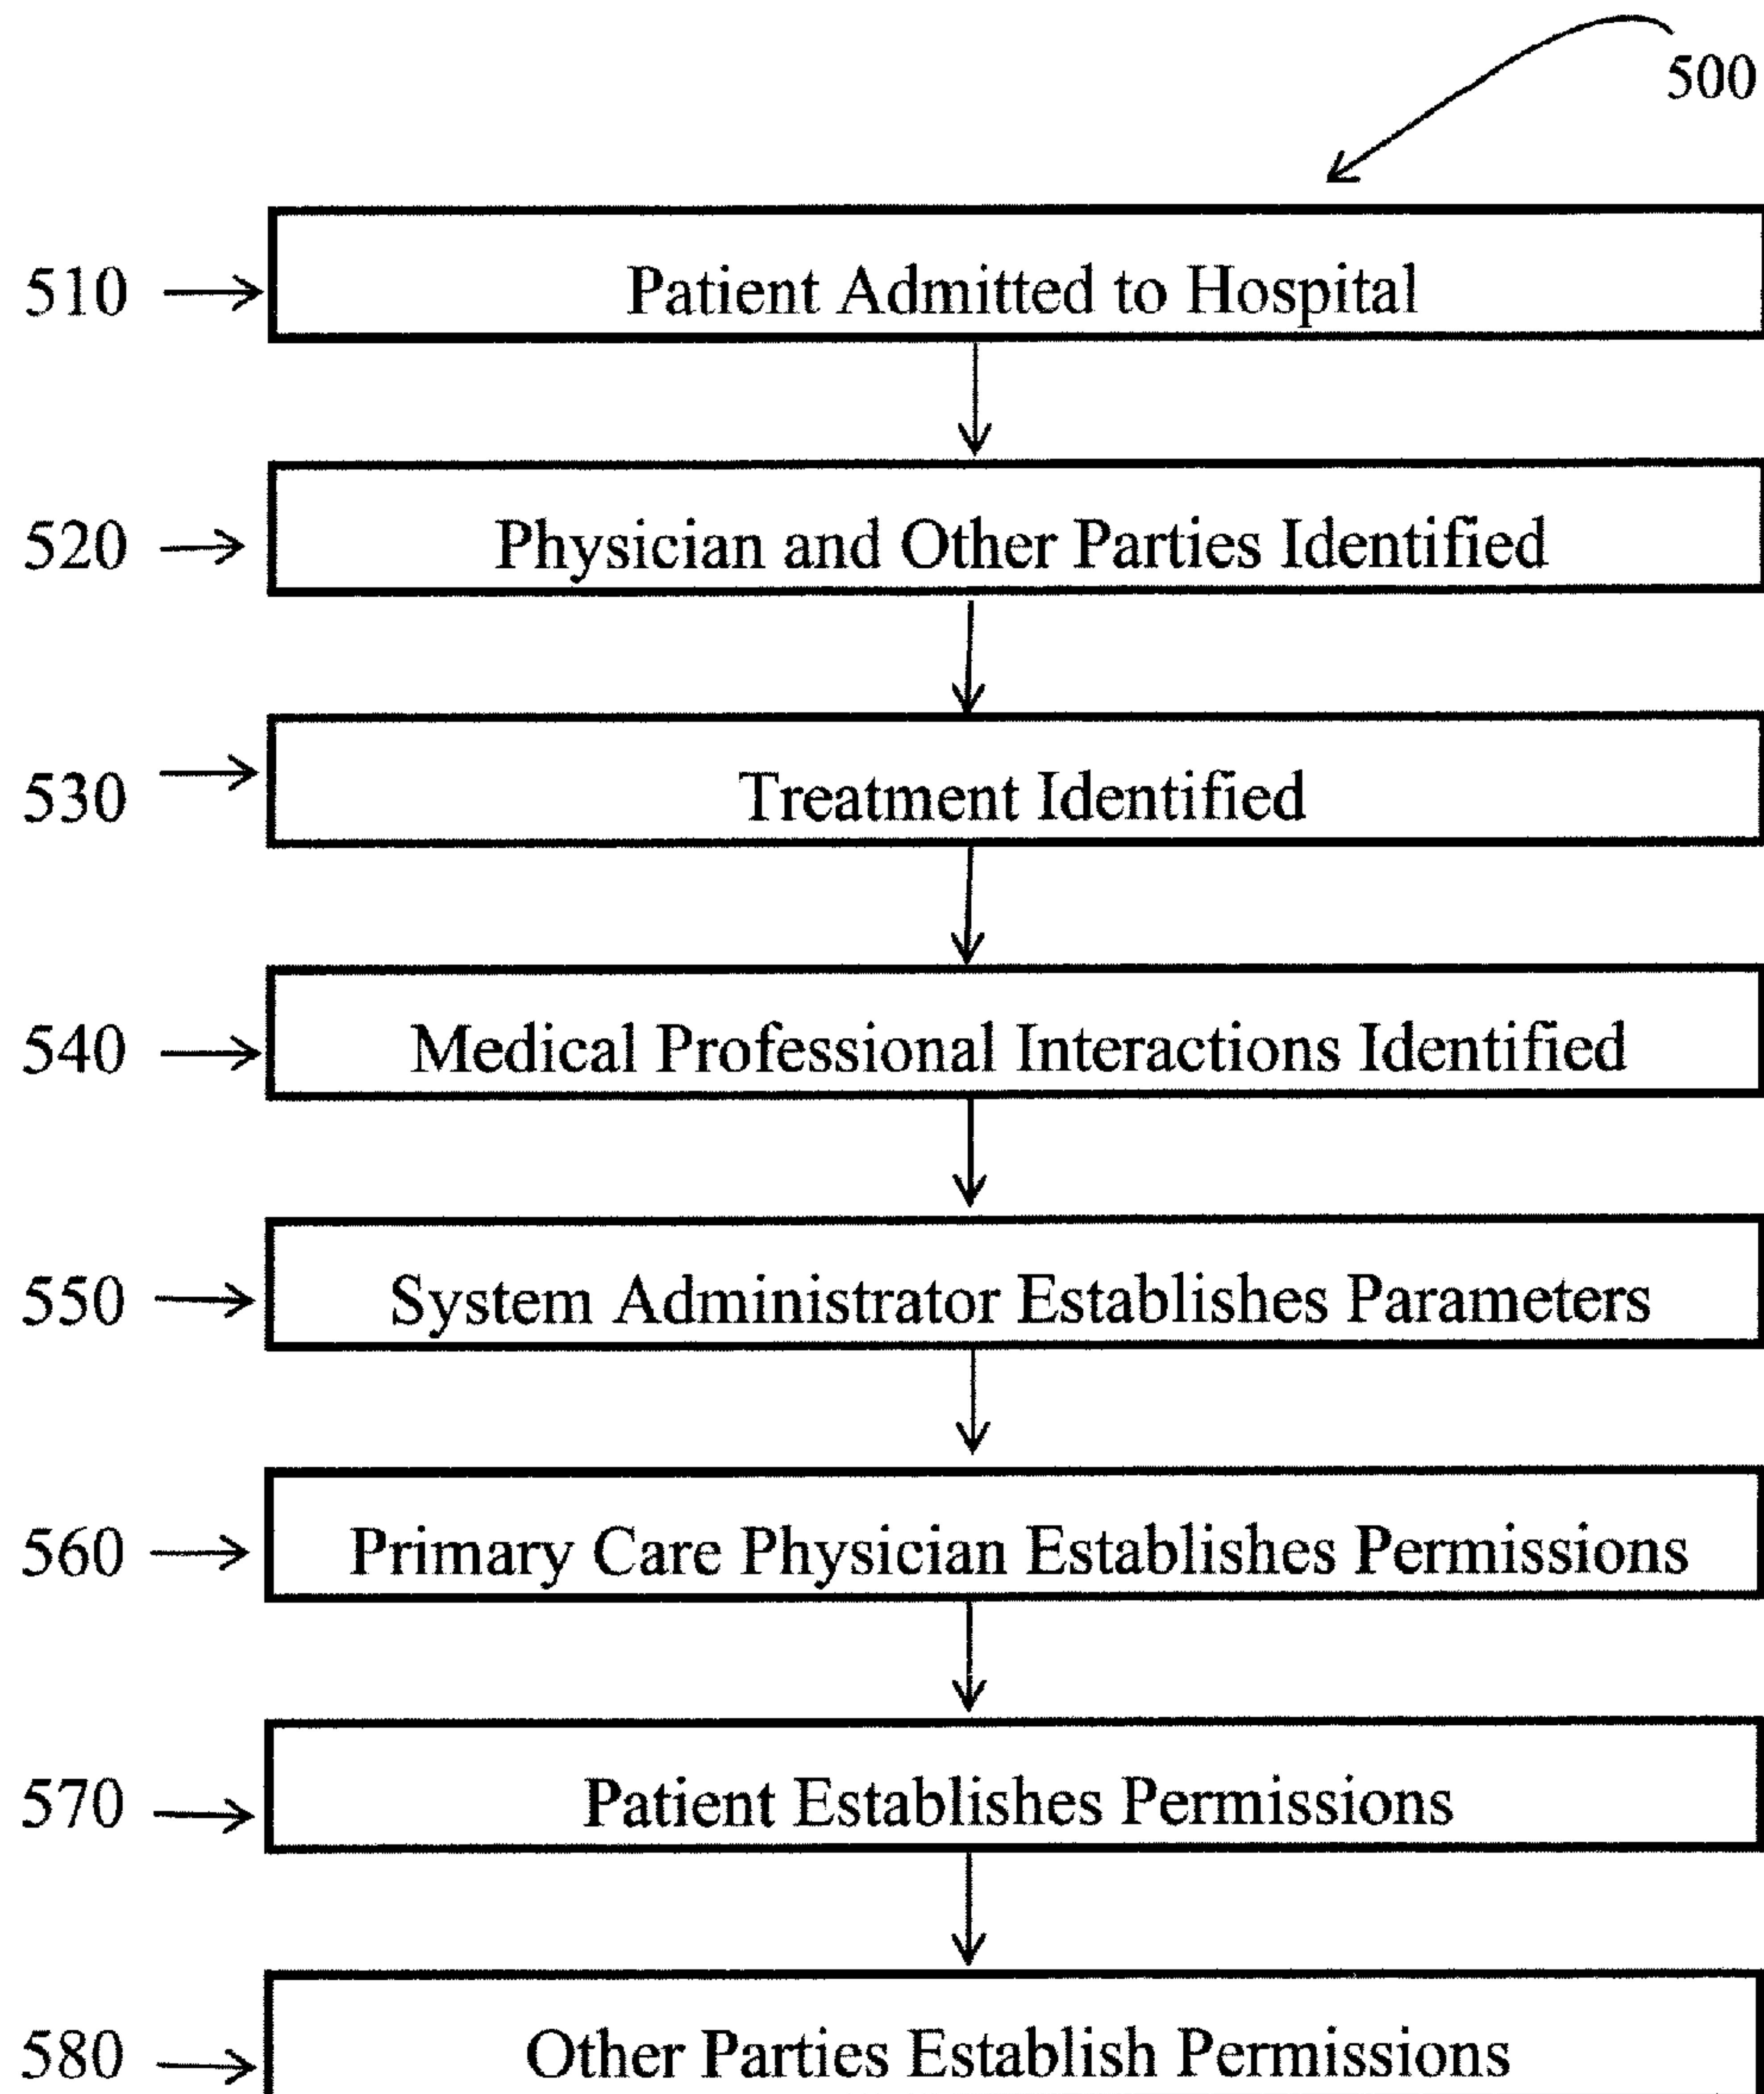 500
510 Patient Admitted to Hospital
520 Physician and Other Parties Identified
530 Treatment Identified
540 Medical Professional Interactions Identified
550 System Administrator Establishes Parameters
560 Primary Care Physician Establishes Permissions
570 Patient Establishes Permissions
580 Other Parties Establish Permissions